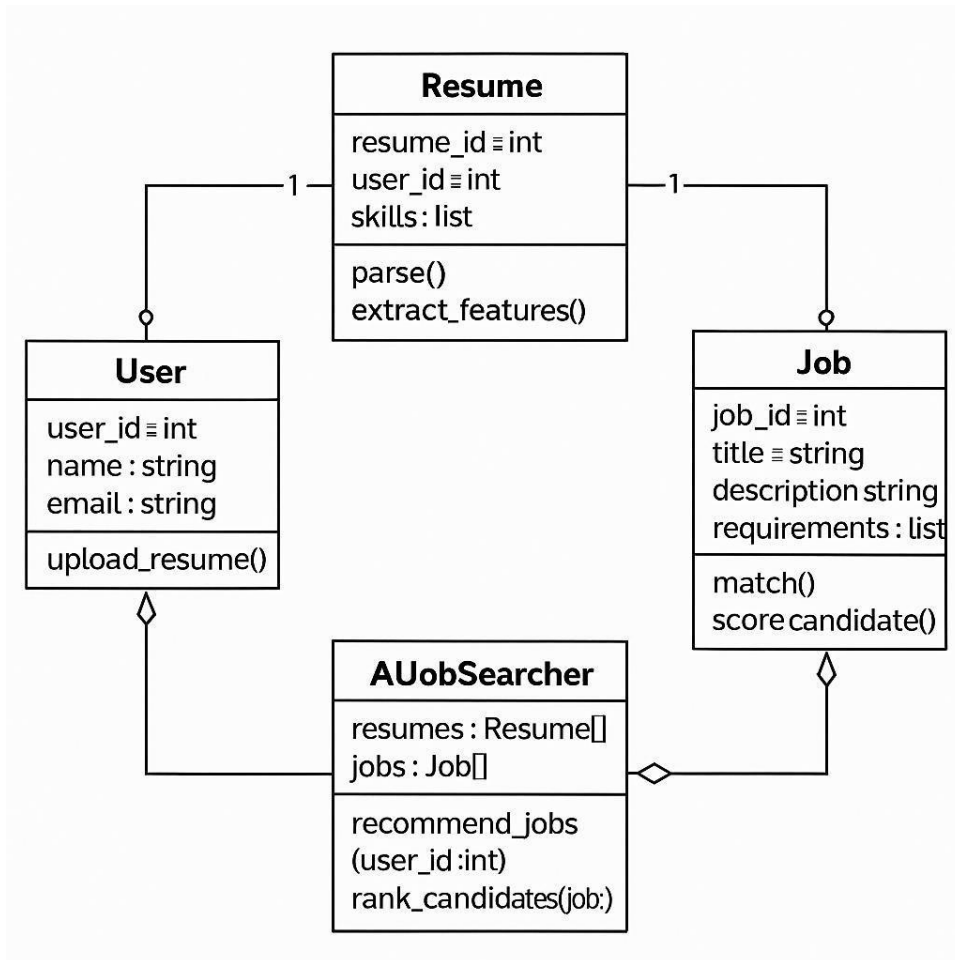 Resume
resume_id ≡ int
user_id ≡ int
skills : list
parse()
extract_features()
1
1
User
user_id ≡ int
name : string
email : string
upload_resume()
Job
job_id ≡ int
title ≡ string
description string
requirements : list
match()
score candidate()
AUobSearcher
resumes : Resume[]
jobs : Job[]
recommend_jobs
(user_id :int)
rank_candidates(job:)